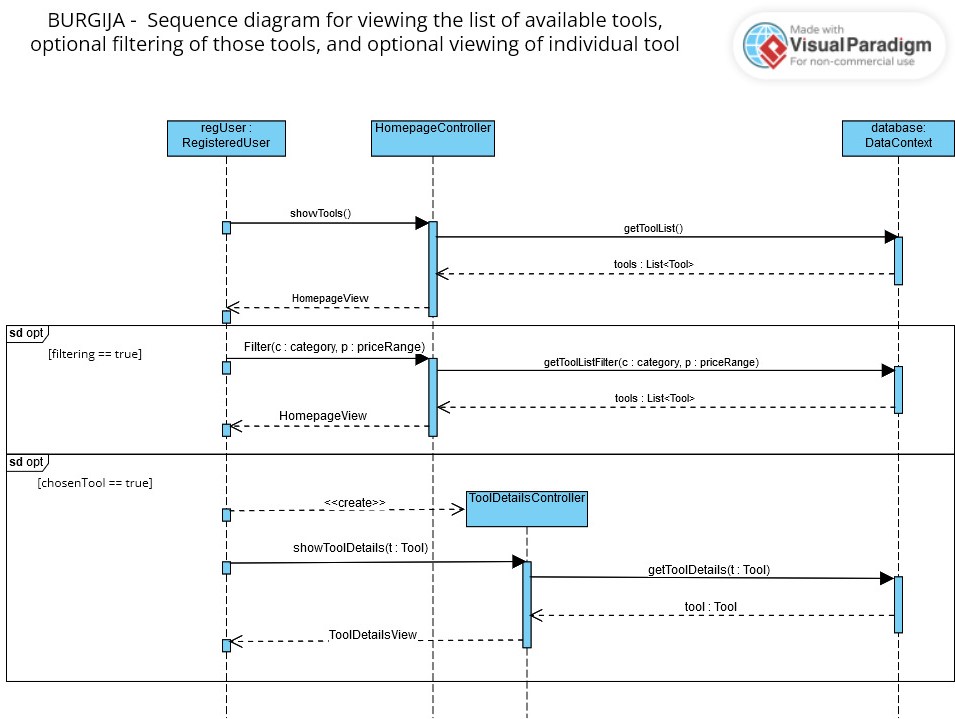 BURGIJA -  Sequence diagram for viewing the list of available tools,
optional filtering of those tools, and optional viewing of individual tool
Made with
Visual Paradigm
For non-commercial use
regUser :
RegisteredUser
HomepageController
database:
DataContext
showTools()
getToolList()
tools : List<Tool>
HomepageView
sd opt
[filtering == true]
Filter(c : category, p : priceRange)
getToolListFilter(c : category, p : priceRange)
tools : List<Tool>
HomepageView
sd opt
[chosenTool == true]
<<create>>
ToolDetailsController
showToolDetails(t : Tool)
getToolDetails(t : Tool)
tool : Tool
ToolDetailsView